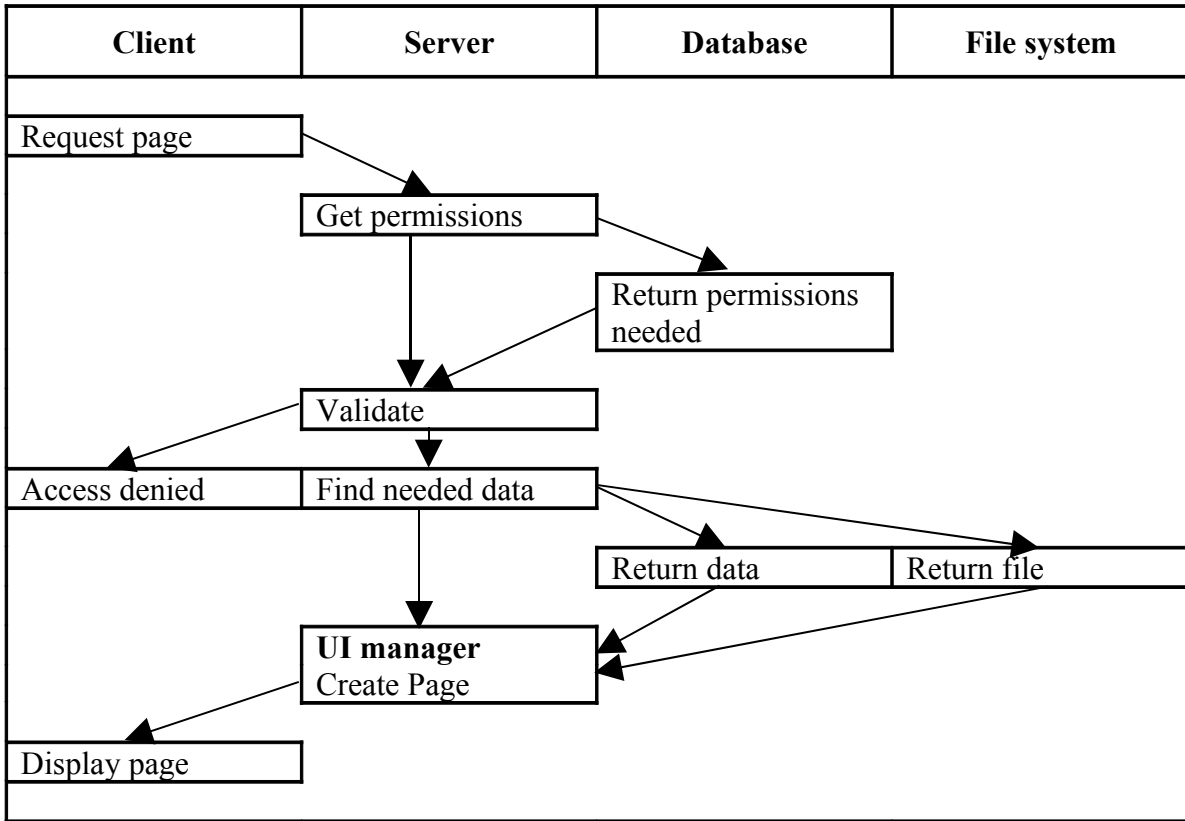 Client Server Database File system
Request page
Get permissions
Return permissions
needed
Validate
Access denied Find needed data
Return data Return file
UI manager
Create Page
Display page